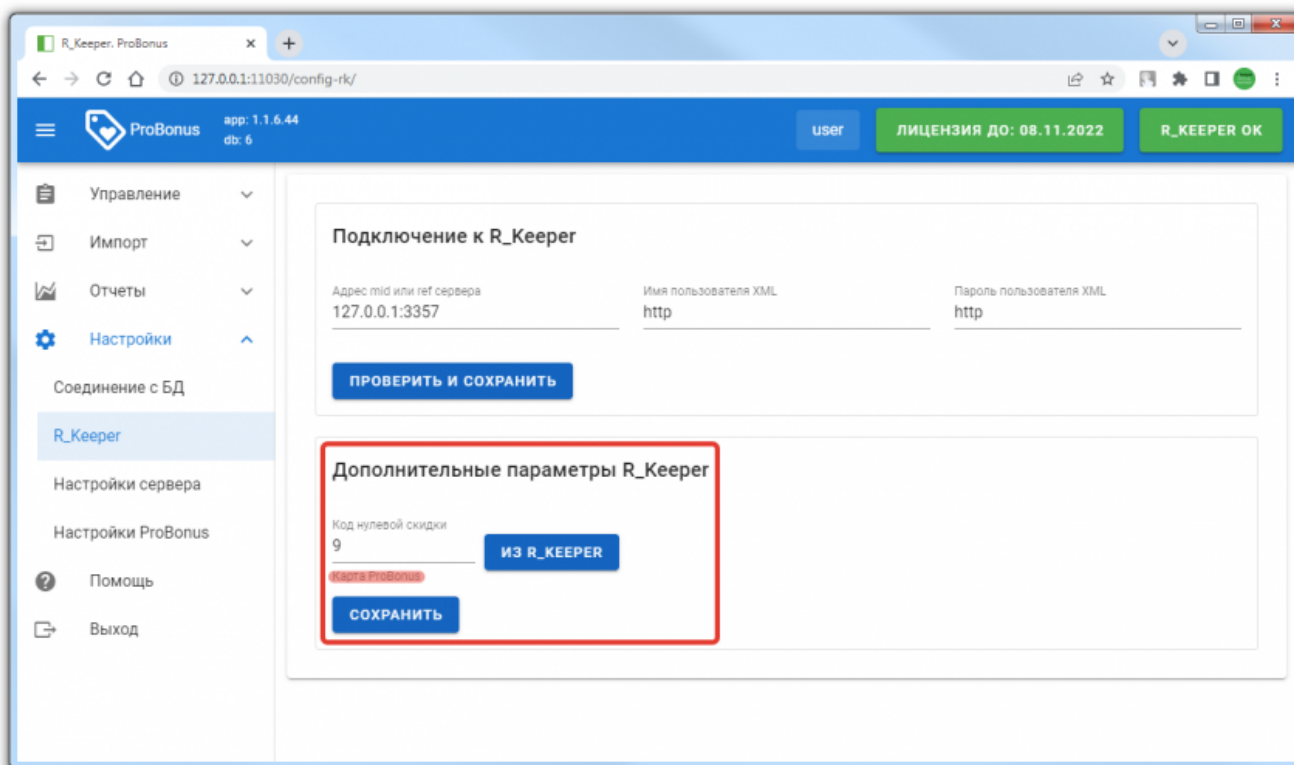 R_Keeper. ProBonus
127.0.0.1:11030/config-rk/
ProBonus
app: 1.1.6.44
db: 6
user
ЛИЦЕНЗИЯ ДО: 08.11.2022
R_KEEPER OK
Управление
Импорт
Отчеты
Настройки
Соединение с БД
R_Keeper
Настройки сервера
Настройки ProBonus
Помощь
Выход
Подключение к R_Keeper
Адрес mid или ref сервера
Имя пользователя XML
Пароль пользователя XML
127.0.0.1:3357
http
http
ПРОВЕРИТЬ И СОХРАНИТЬ
Дополнительные параметры R_Keeper
Код нулевой скидки
9
ИЗ R_KEEPER
Карта ProBonus
СОХРАНИТЬ